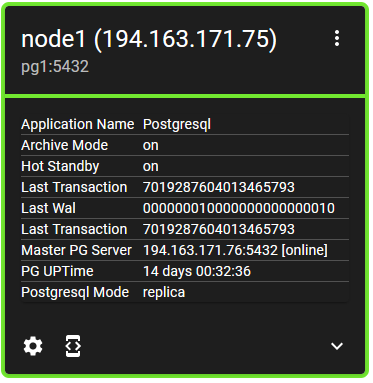 node1 (194.163.171.75)
pg1:5432
Application Name Postgresql
Archive Mode on
Hot Standby on
Last Transaction 7019287604013465793
Last Wal 000000010000000000000010
Last Transaction 7019287604013465793
Master PG Server 194.163.171.76:5432 [online]
PG UPTime 14 days 00:32:36
Postgresql Mode replica